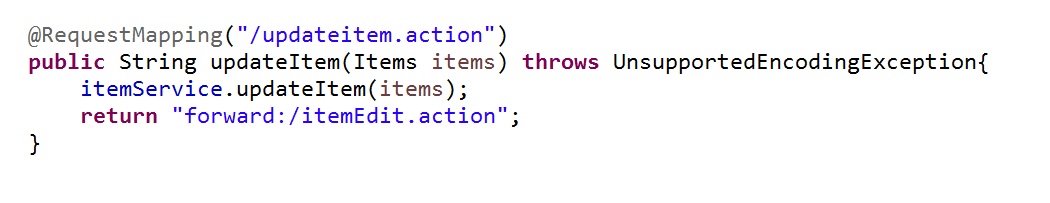 @RequestMapping("/updateitem.action")
public String updateItem(Items items) throws UnsupportedEncodingException{
    itemService.updateItem(items);
    return "forward:/itemEdit.action";
}